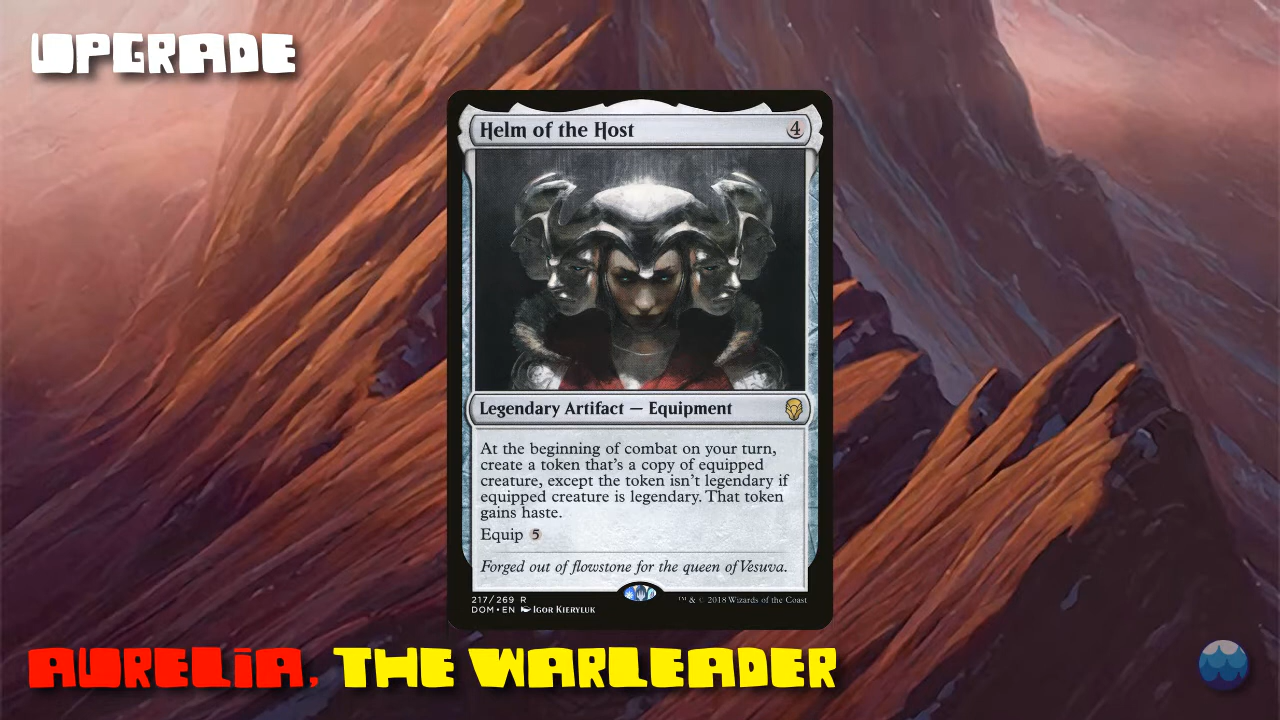 UPGRADE
Helm of the Host 4
Legendary Artifact — Equipment
At the beginning of combat on your turn,
create a token that's a copy of equipped
creature, except the token isn't legendary if
equipped creature is legendary. That token
gains haste.
Equip 5
Forged out of flowstone for the queen of Vesuva.
217/269 R
™ & © 2018 Wizards of the Coast
DOM • EN Igor Kieryluk
AURELIA, THE WARLEADER